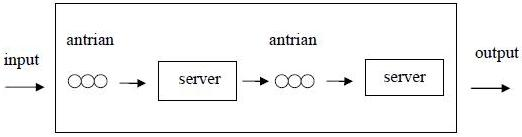 input
antrian
server
antrian
server
output